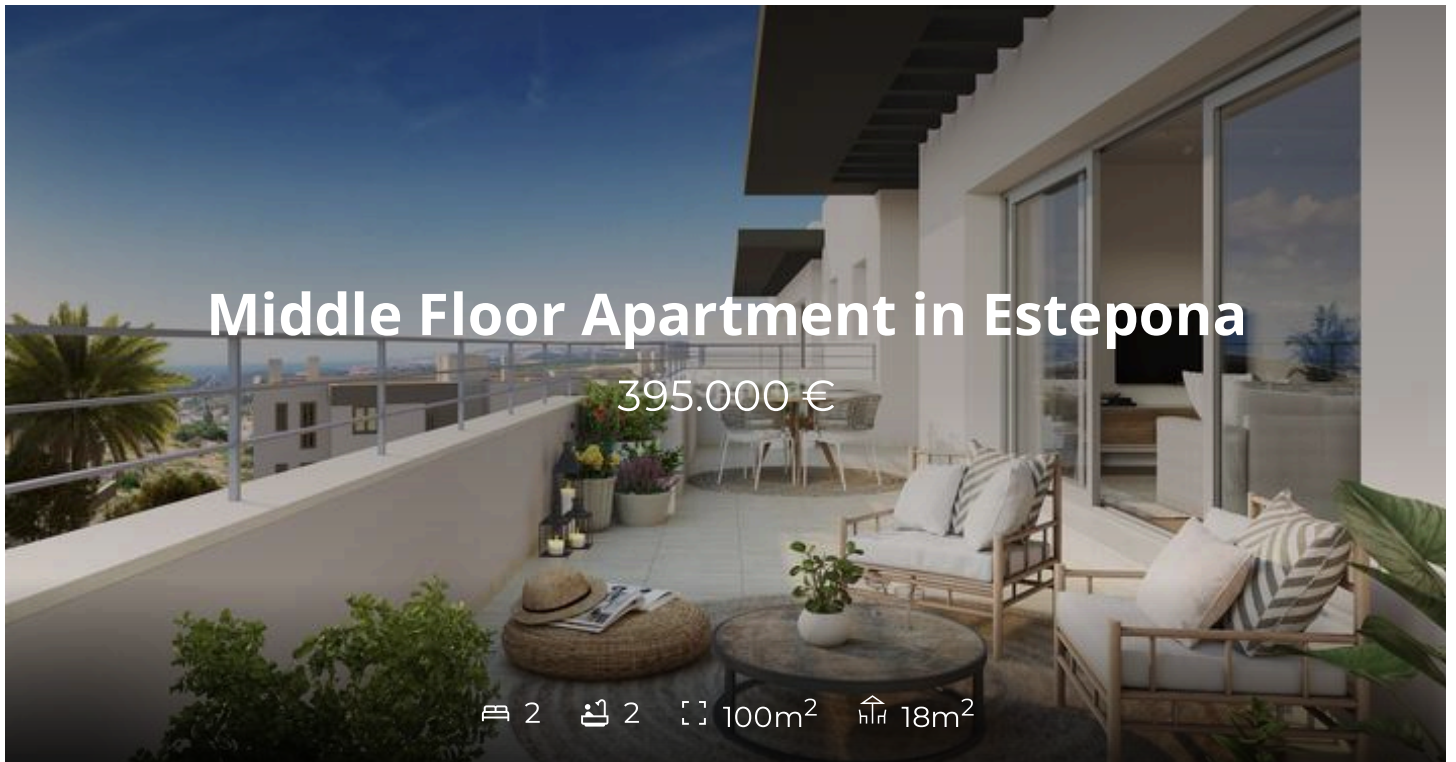 Middle Floor Apartment in Estepona
395.000 €
2 2 100m² 18m²